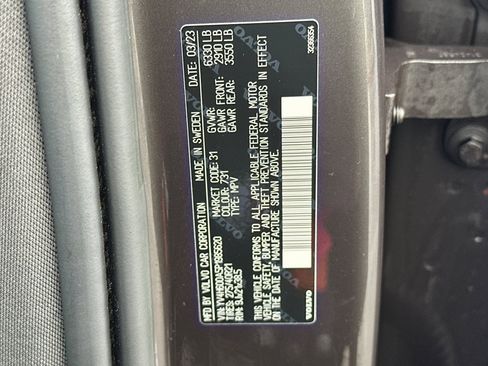 MFD BY VOLVO CAR CORPORATION
MADE IN SWEDEN
DATE: 03/23
MARKET CODE: 31
GVWR: 6330 LB
COLOUR: 731
GAWR FRONT: 2910 LB
TYPE: MPV
GAWR REAR: 3550 LB
THIS VEHICLE CONFORMS TO ALL APPLICABLE FEDERAL MOTOR
VEHICLE SAFETY, BUMPER AND THEFT PREVENTION STANDARDS IN EFFECT
ON THE DATE OF MANUFACTURE SHOWN ABOVE.
VOLVO
32366354